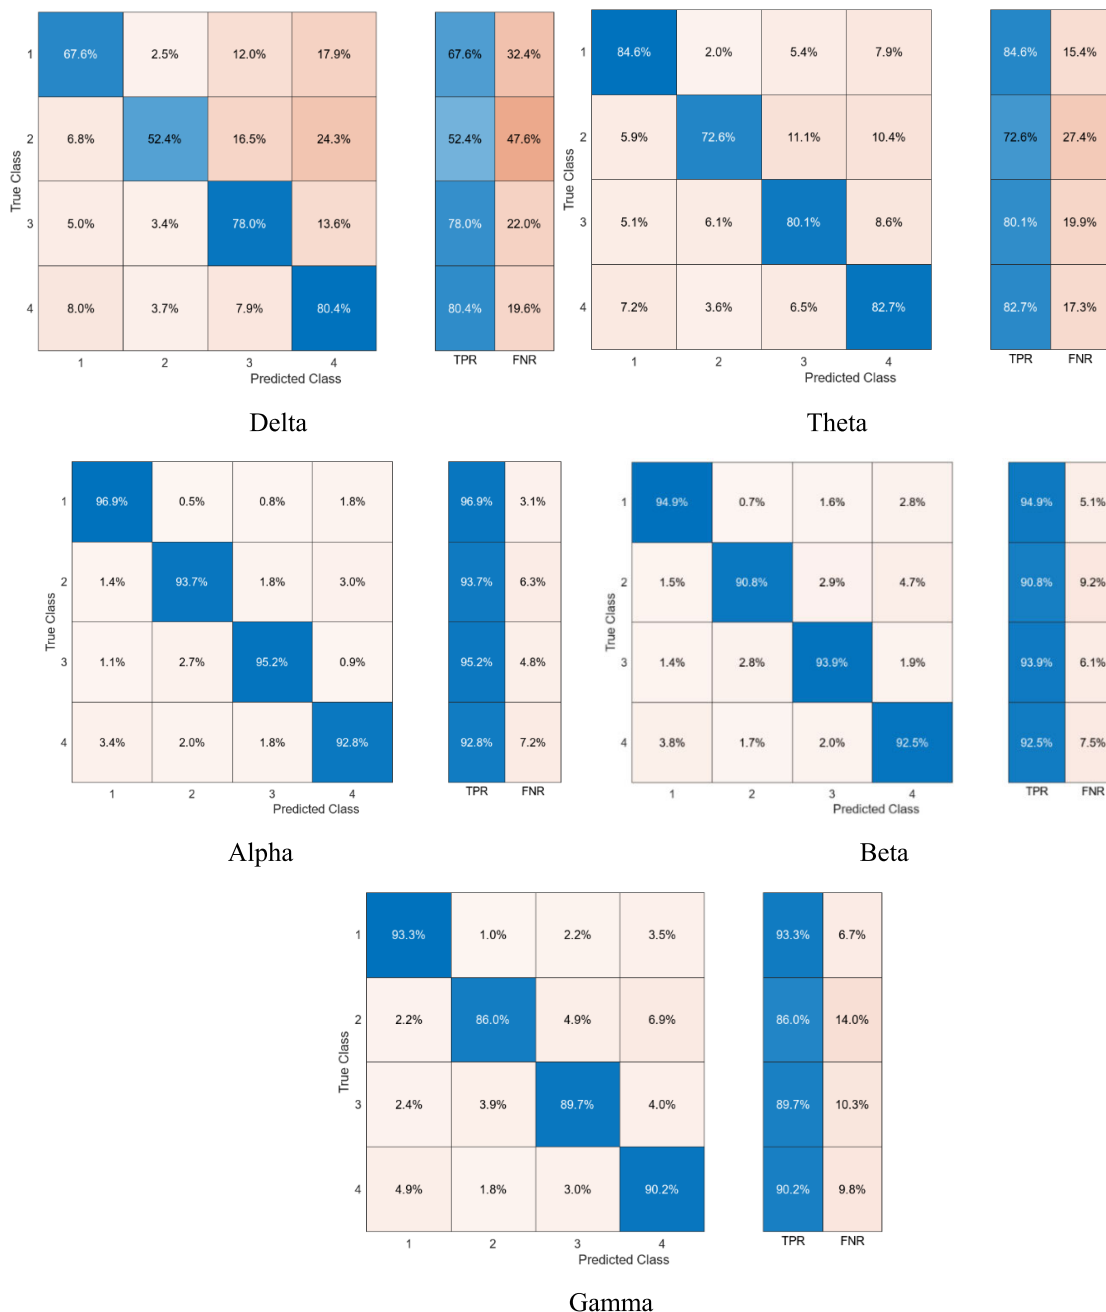 1 67.6% 2.5% 12.0% 17.9% 67.6% 32.4%
2 6.8% 52.4% 16.5% 24.3% 52.4% 47.6%
True Class
3 5.0% 3.4% 78.0% 13.6% 78.0% 22.0%
4 8.0% 3.7% 7.9% 80.4% 80.4% 19.6%
1 2 3 4 TPR FNR
Predicted Class
Delta
1 84.6% 2.0% 5.4% 7.9% 84.6% 15.4%
2 5.9% 72.6% 11.1% 10.4% 72.6% 27.4%
True Class
3 5.1% 6.1% 80.1% 8.6% 80.1% 19.9%
4 7.2% 3.6% 6.5% 82.7% 82.7% 17.3%
1 2 3 4 TPR FNR
Predicted Class
Theta
1 96.9% 0.5% 0.8% 1.8% 96.9% 3.1%
2 1.4% 93.7% 1.8% 3.0% 93.7% 6.3%
True Class
3 1.1% 2.7% 95.2% 0.9% 95.2% 4.8%
4 3.4% 2.0% 1.8% 92.8% 92.8% 7.2%
1 2 3 4 TPR FNR
Predicted Class
Alpha
1 94.9% 0.7% 1.6% 2.8% 94.9% 5.1%
2 1.5% 90.8% 2.9% 4.7% 90.8% 9.2%
True Class
3 1.4% 2.8% 93.9% 1.9% 93.9% 6.1%
4 3.8% 1.7% 2.0% 92.5% 92.5% 7.5%
1 2 3 4 TPR FNR
Predicted Class
Beta
1 93.3% 1.0% 2.2% 3.5% 93.3% 6.7%
2 2.2% 86.0% 4.9% 6.9% 86.0% 14.0%
True Class
3 2.4% 3.9% 89.7% 4.0% 89.7% 10.3%
4 4.9% 1.8% 3.0% 90.2% 90.2% 9.8%
1 2 3 4 TPR FNR
Predicted Class
Gamma